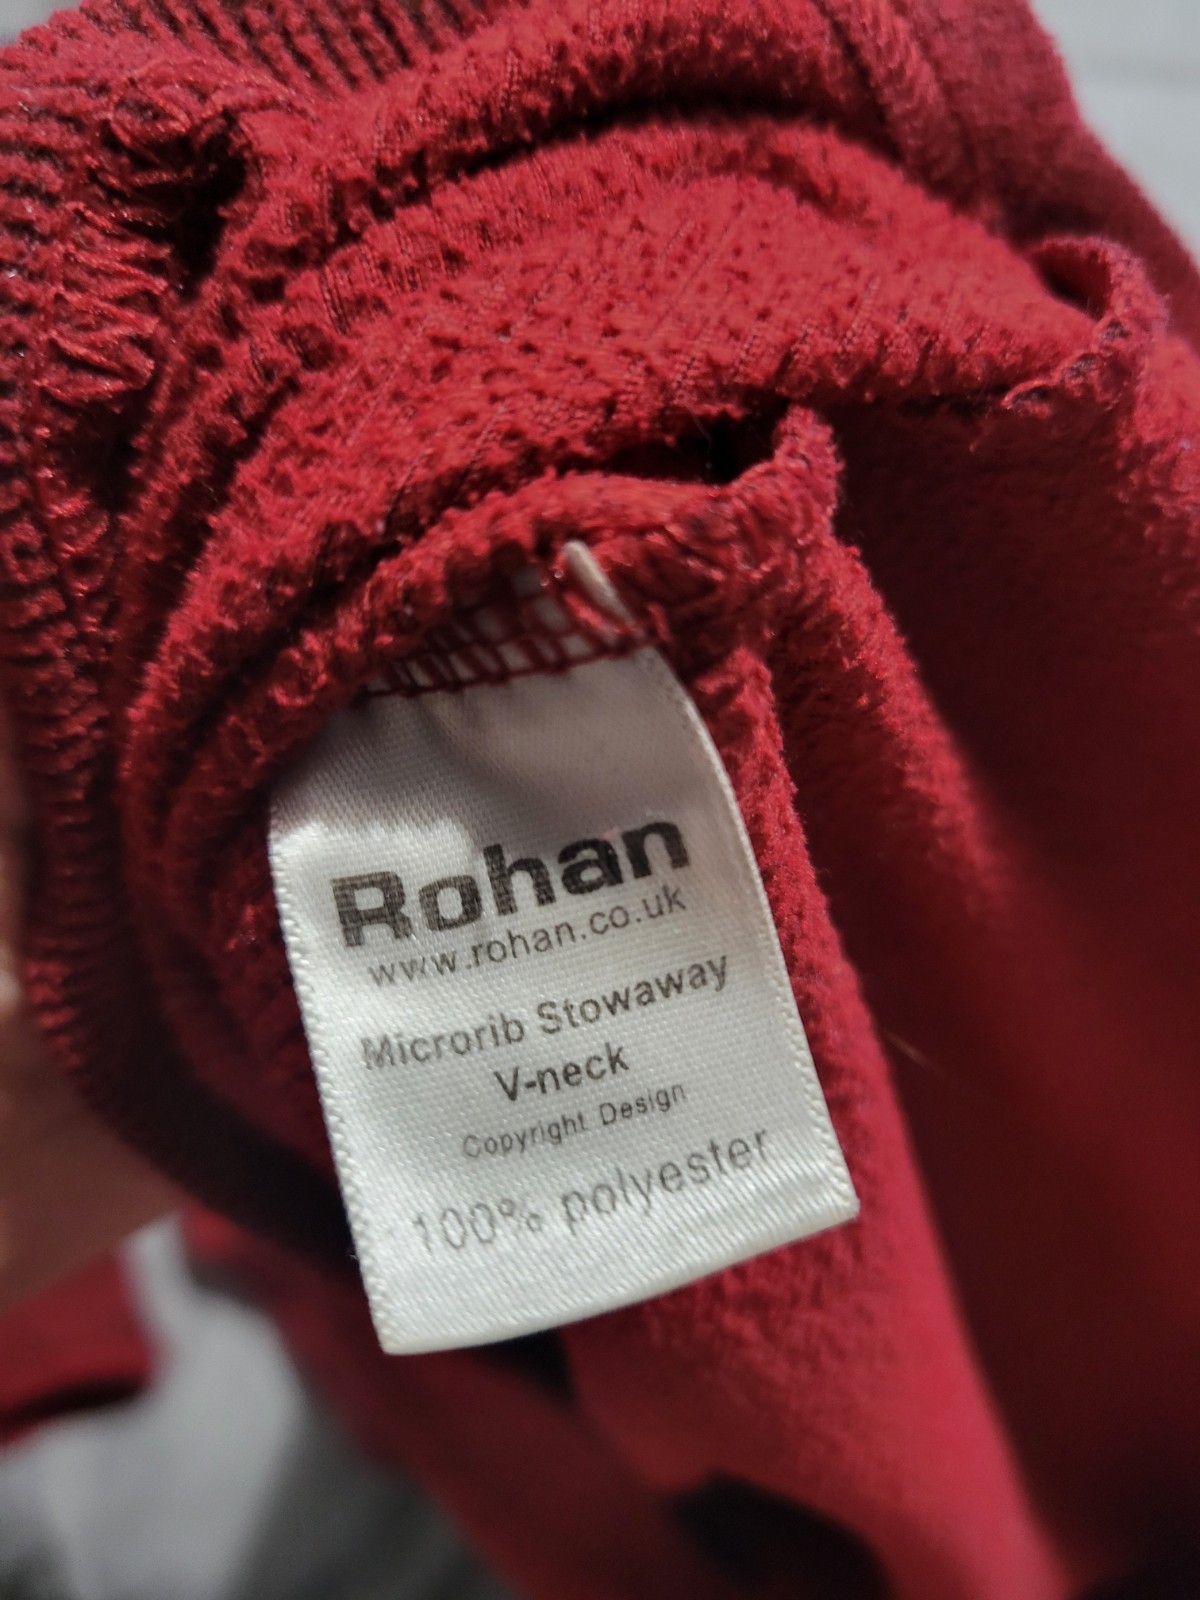 Rohan
www.rohan.co.uk
Microrib Stowaway
V-neck
Copyright Design
100% polyester